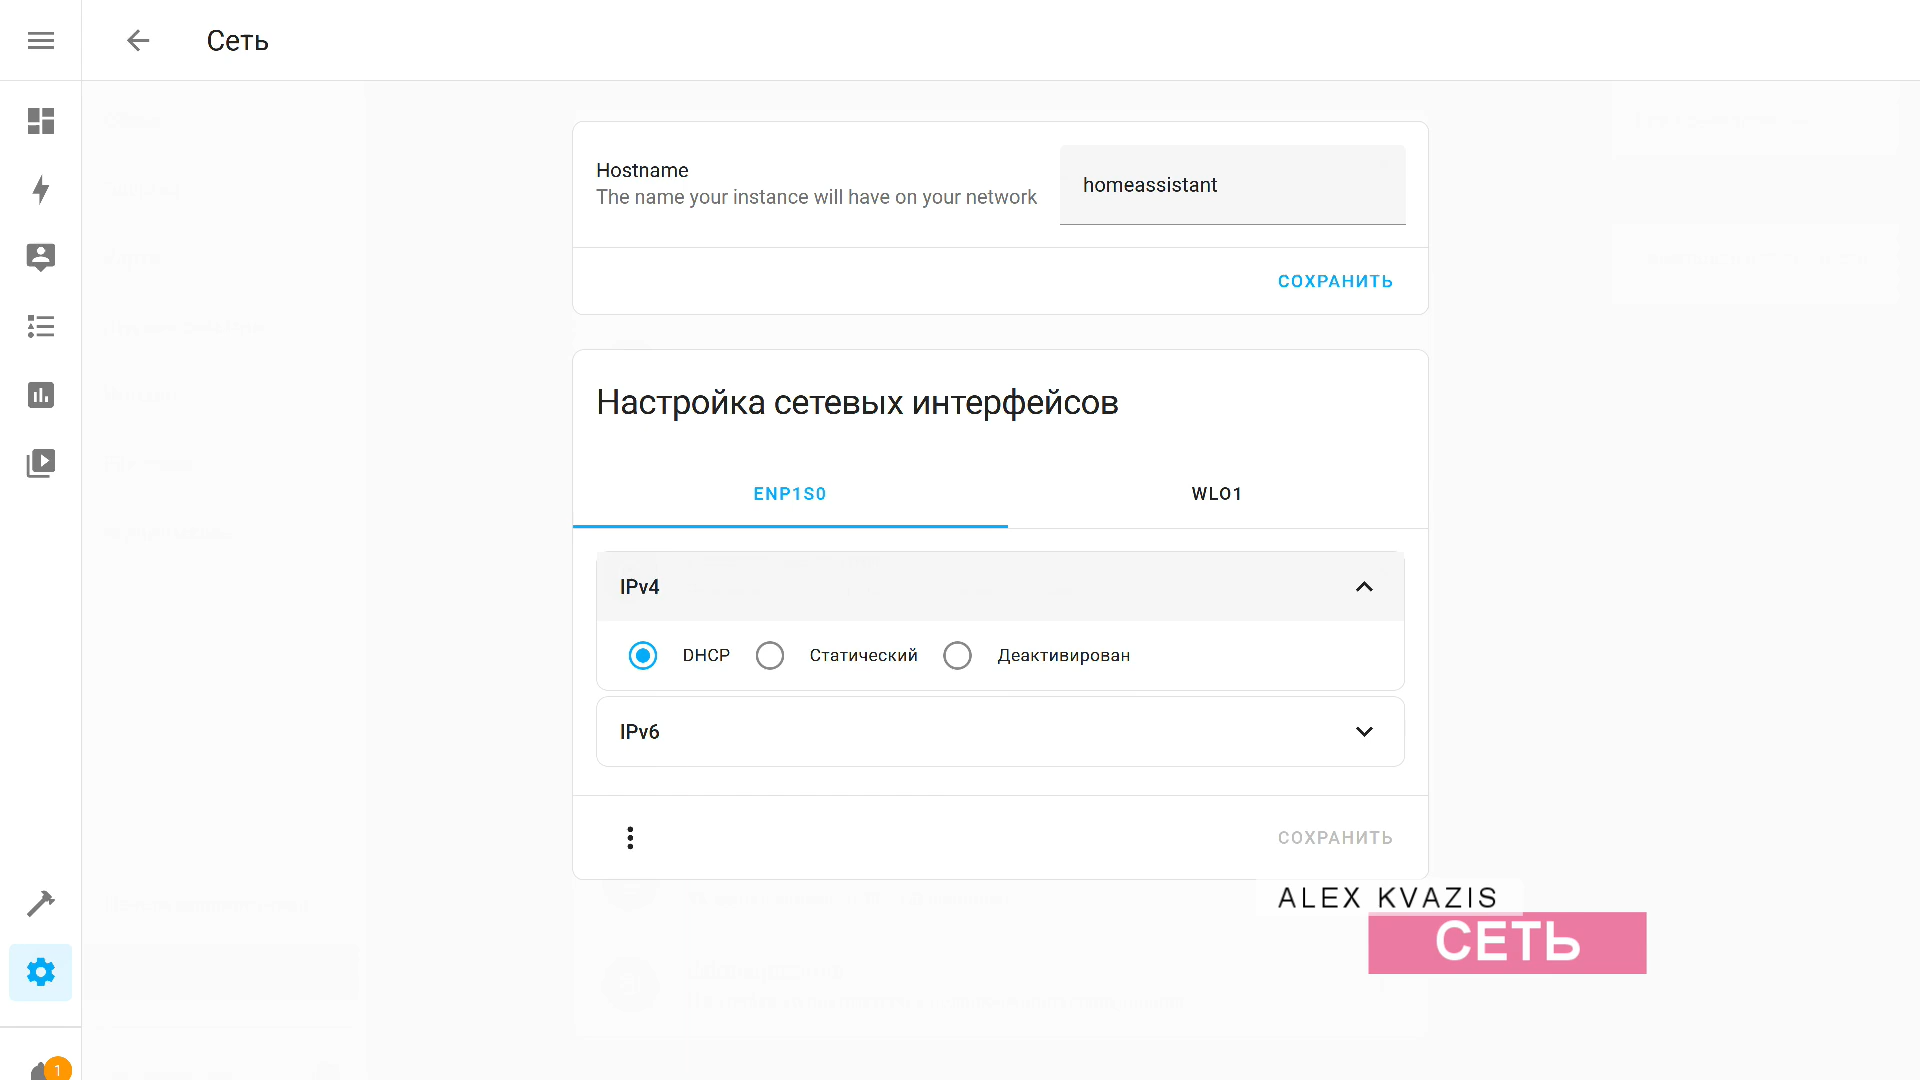 Сеть
Hostname
The name your instance will have on your network
homeassistant
СОХРАНИТЬ
Настройка сетевых интерфейсов
ENP1S0
WLO1
IPv4
DHCP
Статический
Деактивирован
IPv6
СОХРАНИТЬ
ALEX KVAZIS
СЕТЬ
1